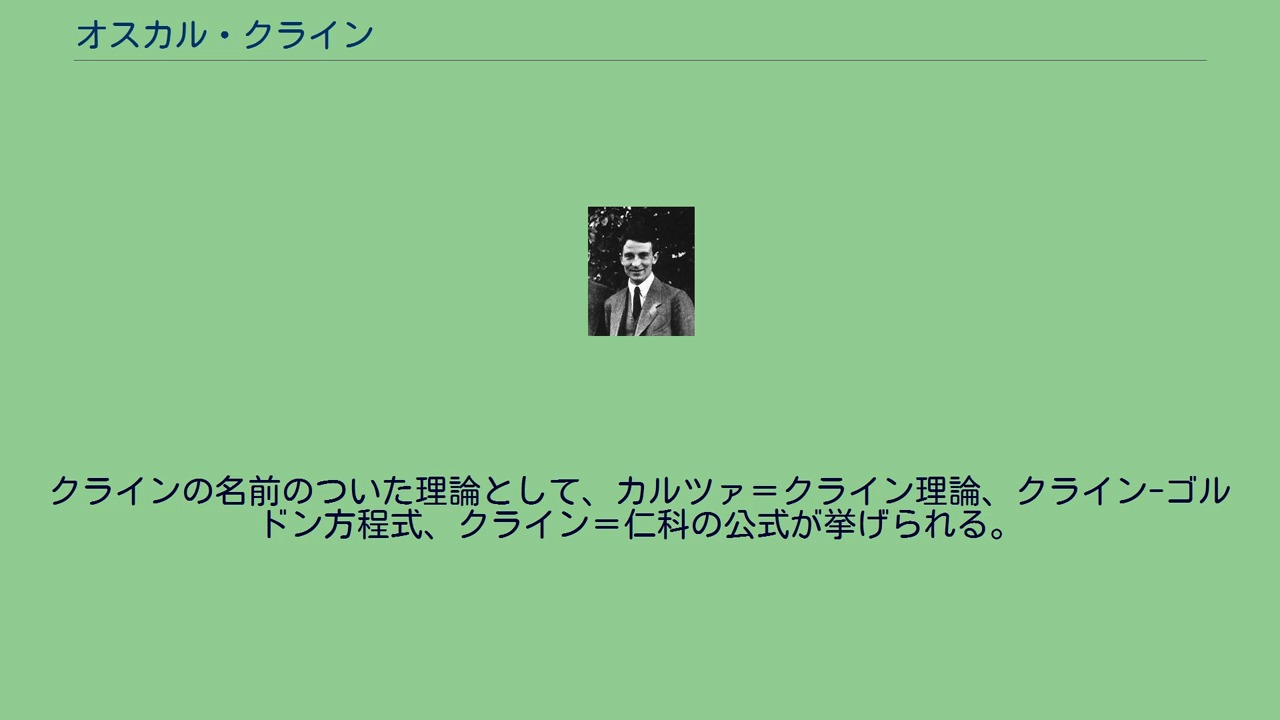 オスカル・クライン
クラインの名前のついた理論として、カルツァ＝クライン理論、クライン-ゴル
ドン方程式、クライン＝仁科の公式が挙げられる。